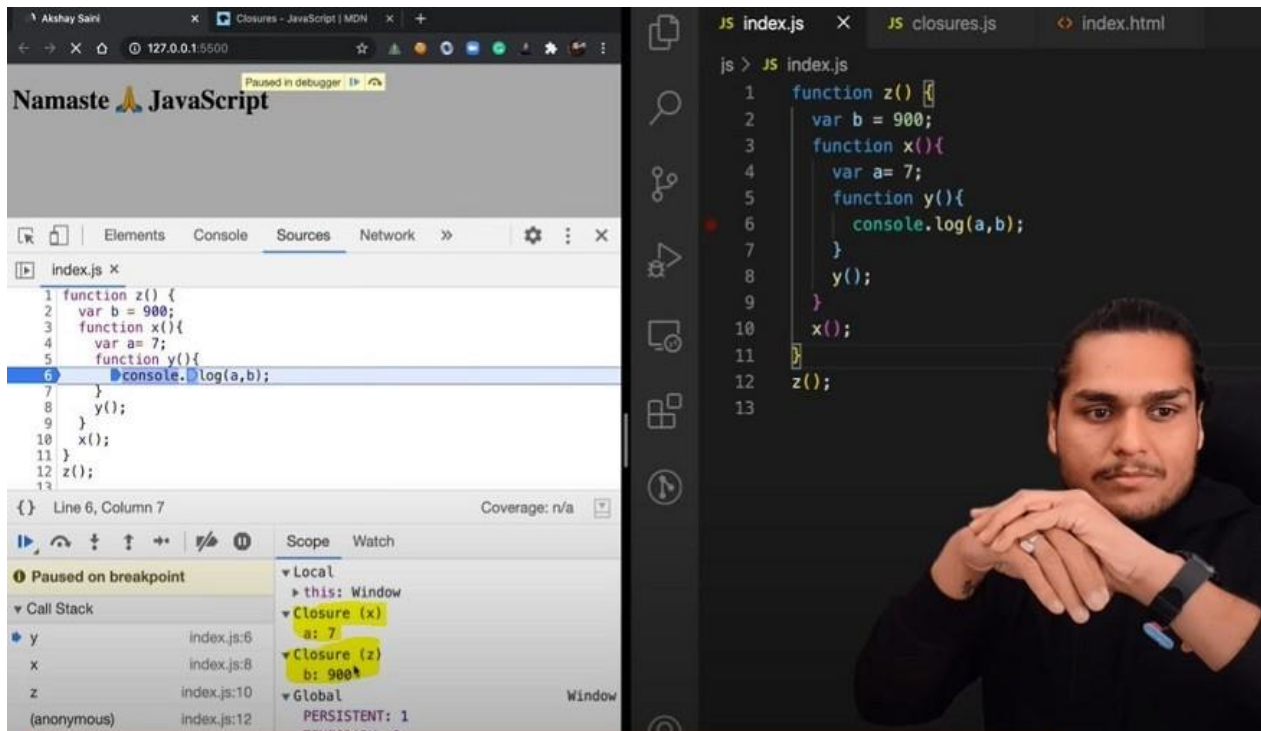 Akshay Saini × Closures - JavaScript | MDN × +
127.0.0.1:5500
Paused in debugger
Namaste 🙏 JavaScript
Elements Console Sources Network »
index.js ×
1 function z() {
2 var b = 900;
3 function x(){
4 var a= 7;
5 function y(){
6 console.log(a,b);
7 }
8 y();
9 }
10 x();
11 }
12 z();
13
{} Line 6, Column 7 Coverage: n/a
Scope Watch
Paused on breakpoint
Call Stack
y index.js:6
x index.js:8
z index.js:10
(anonymous) index.js:12
Local
this: Window
Closure (x)
a: 7
Closure (z)
b: 900
Global Window
PERSISTENT: 1
JS index.js × JS closures.js <> index.html
js > JS index.js
1 function z() {
2 var b = 900;
3 function x(){
4 var a= 7;
5 function y(){
6 console.log(a,b);
7 }
8 y();
9 }
10 x();
11 }
12 z();
13